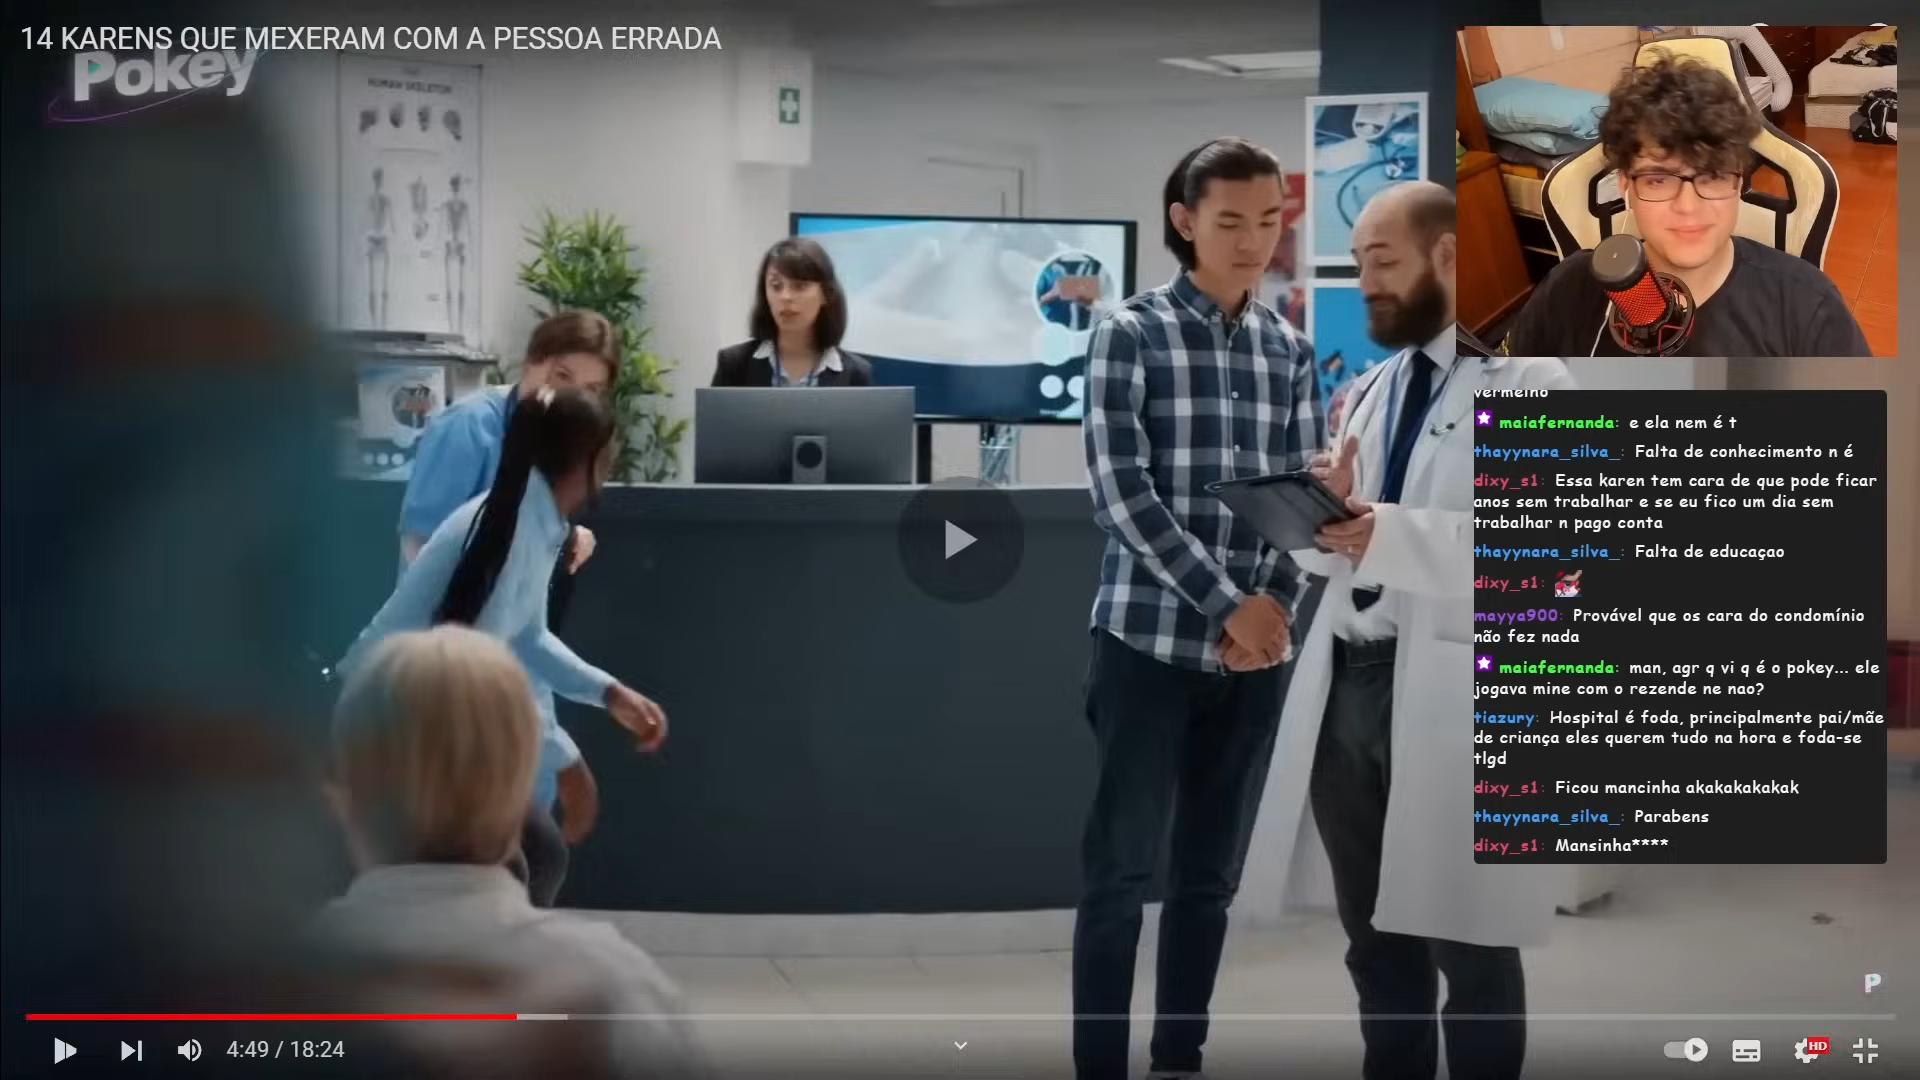 14 KARENS QUE MEXERAM COM A PESSOA ERRADA
Pokey
HUMAN SKELETON
vermelho
maiafernanda: e ela nem é t
thayynara_silva_: Falta de conhecimento n é
dixy_s1: Essa karen tem cara de que pode ficar
anos sem trabalhar e se eu fico um dia sem
trabalhar n pago conta
thayynara_silva_: Falta de educaçao
dixy_s1:
mayya900: Provável que os cara do condomínio
não fez nada
maiafernanda: man, agr q vi q é o pokey... ele
jogava mine com o rezende ne nao?
tiazury: Hospital é foda, principalmente pai/mãe
de criança eles querem tudo na hora e foda-se
tlgd
dixy_s1: Ficou mancinha akakakakakak
thayynara_silva_: Parabens
dixy_s1: Mansinha****
P
4:49 / 18:24
HD